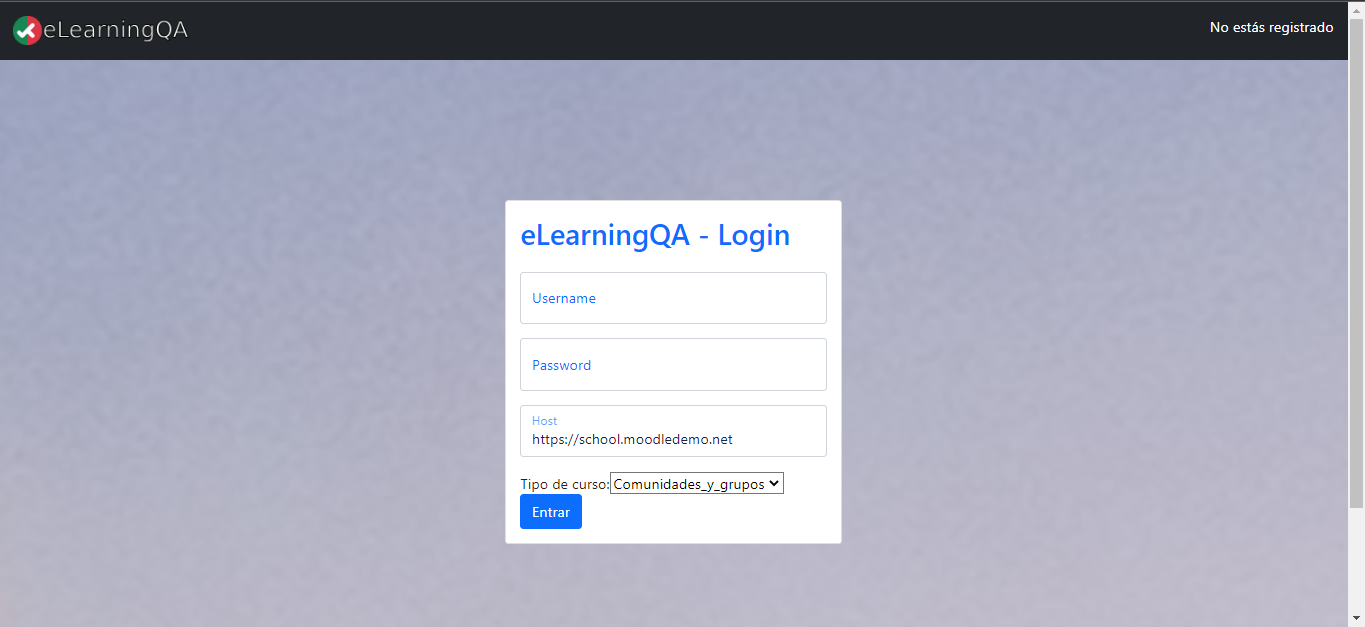 eLearningQA
No estás registrado
eLearningQA - Login
Username
Password
Host
https://school.moodledemo.net
Tipo de curso: Comunidades_y_grupos
Entrar